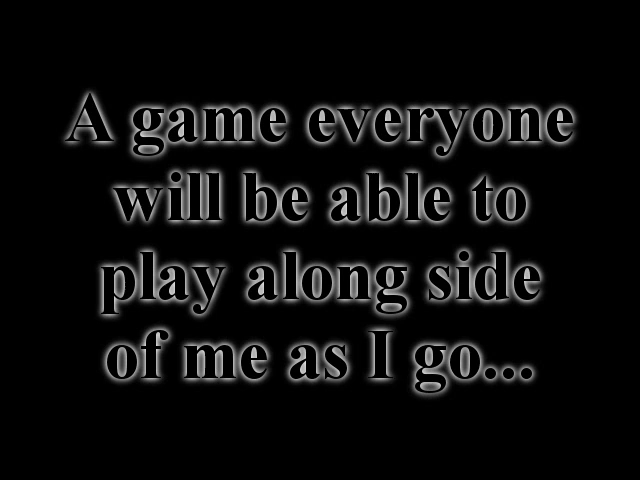 A game everyone
will be able to
play along side
of me as I go...